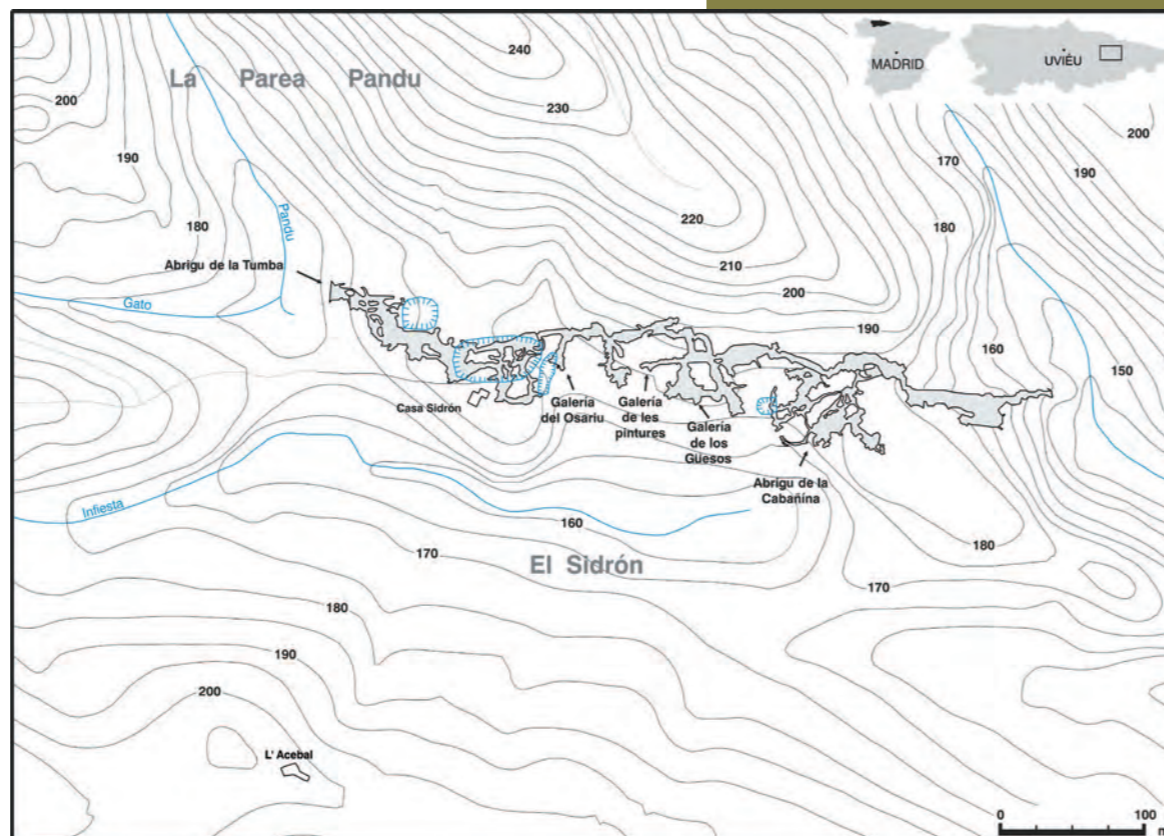 240
MADRID
UVIÉU
La Parea Pandu
200
230
200
170
190
190
Pandu
220
180
180
Abrigu de la Tumba
210
Gato
200
190
160
150
Casa Sidrón
Galería
del Osariu
Galería
de les
pintures
Galería
de los
Güesos
Abrigu de la
Cabañina
Infiesta
160
180
170
El Sidrón
170
180
190
200
L' Acebal
0 100
m